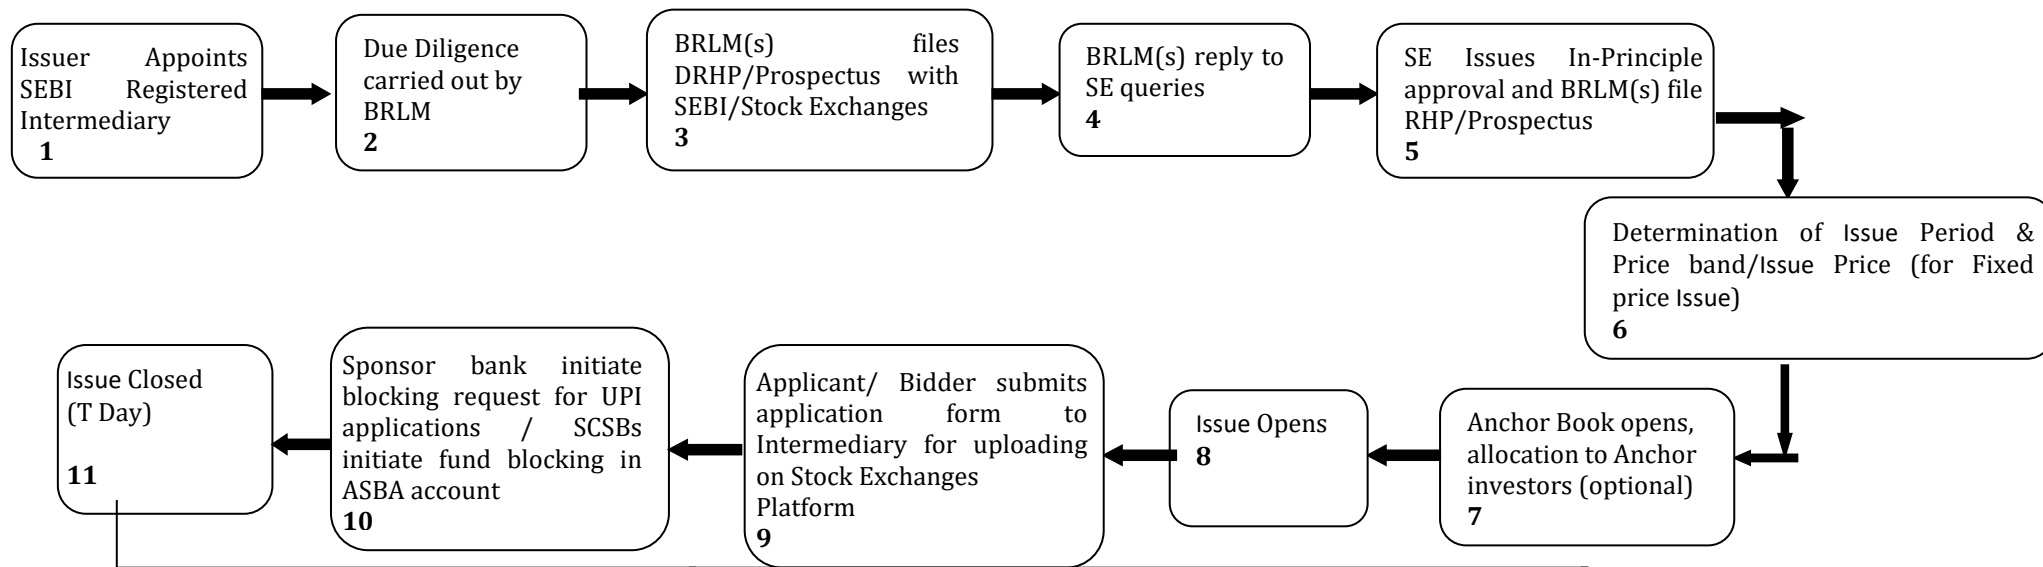 Issuer Appoints
SEBI Registered
Intermediary
1
Due Diligence
carried out by
BRLM
2
BRLM(s) files
DRHP/Prospectus with
SEBI/Stock Exchanges
3
BRLM(s) reply to
SE queries
4
SE Issues In-Principle
approval and BRLM(s) file
RHP/Prospectus
5
Determination of Issue Period &
Price band/Issue Price (for Fixed
price Issue)
6
Anchor Book opens,
allocation to Anchor
investors (optional)
7
Issue Opens
8
Applicant/ Bidder submits
application form to
Intermediary for uploading
on Stock Exchanges
Platform
9
Sponsor bank initiate
blocking request for UPI
applications / SCSBs
initiate fund blocking in
ASBA account
10
Issue Closed
(T Day)
11